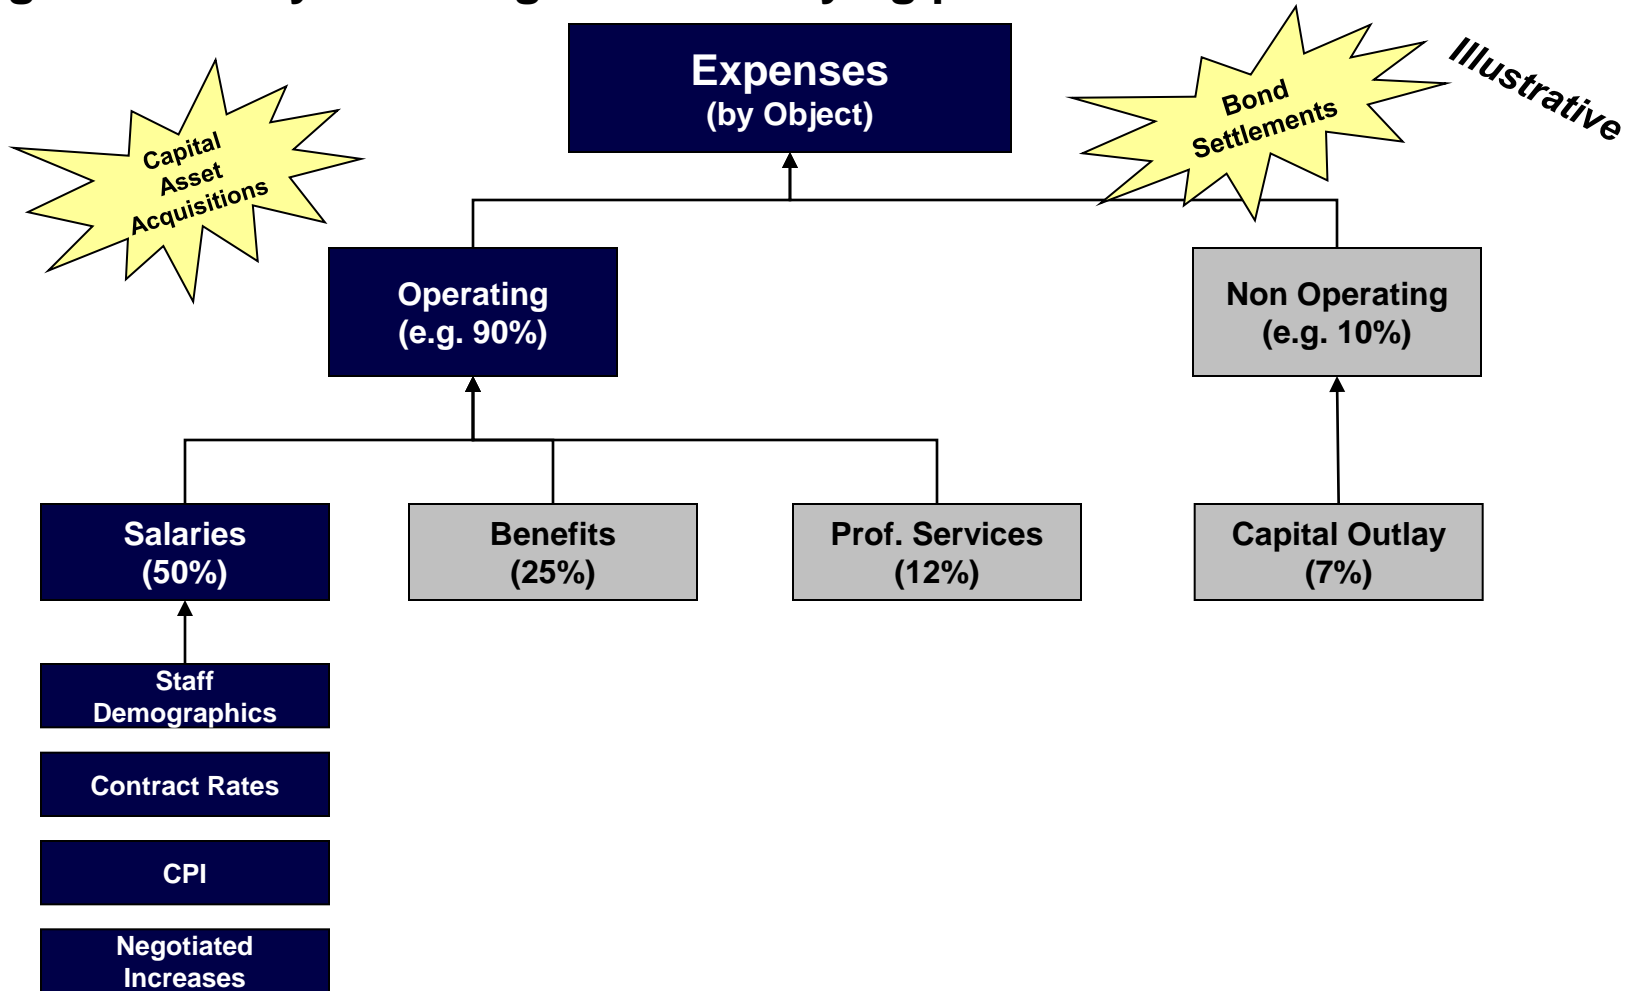 Expenses
(by Object)
Illustrative
Bond
Settlements
Capital
Asset
Acquisitions
Operating
(e.g. 90%)
Non Operating
(e.g. 10%)
Salaries
(50%)
Benefits
(25%)
Prof. Services
(12%)
Capital Outlay
(7%)
Staff
Demographics
Contract Rates
CPI
Negotiated
Increases